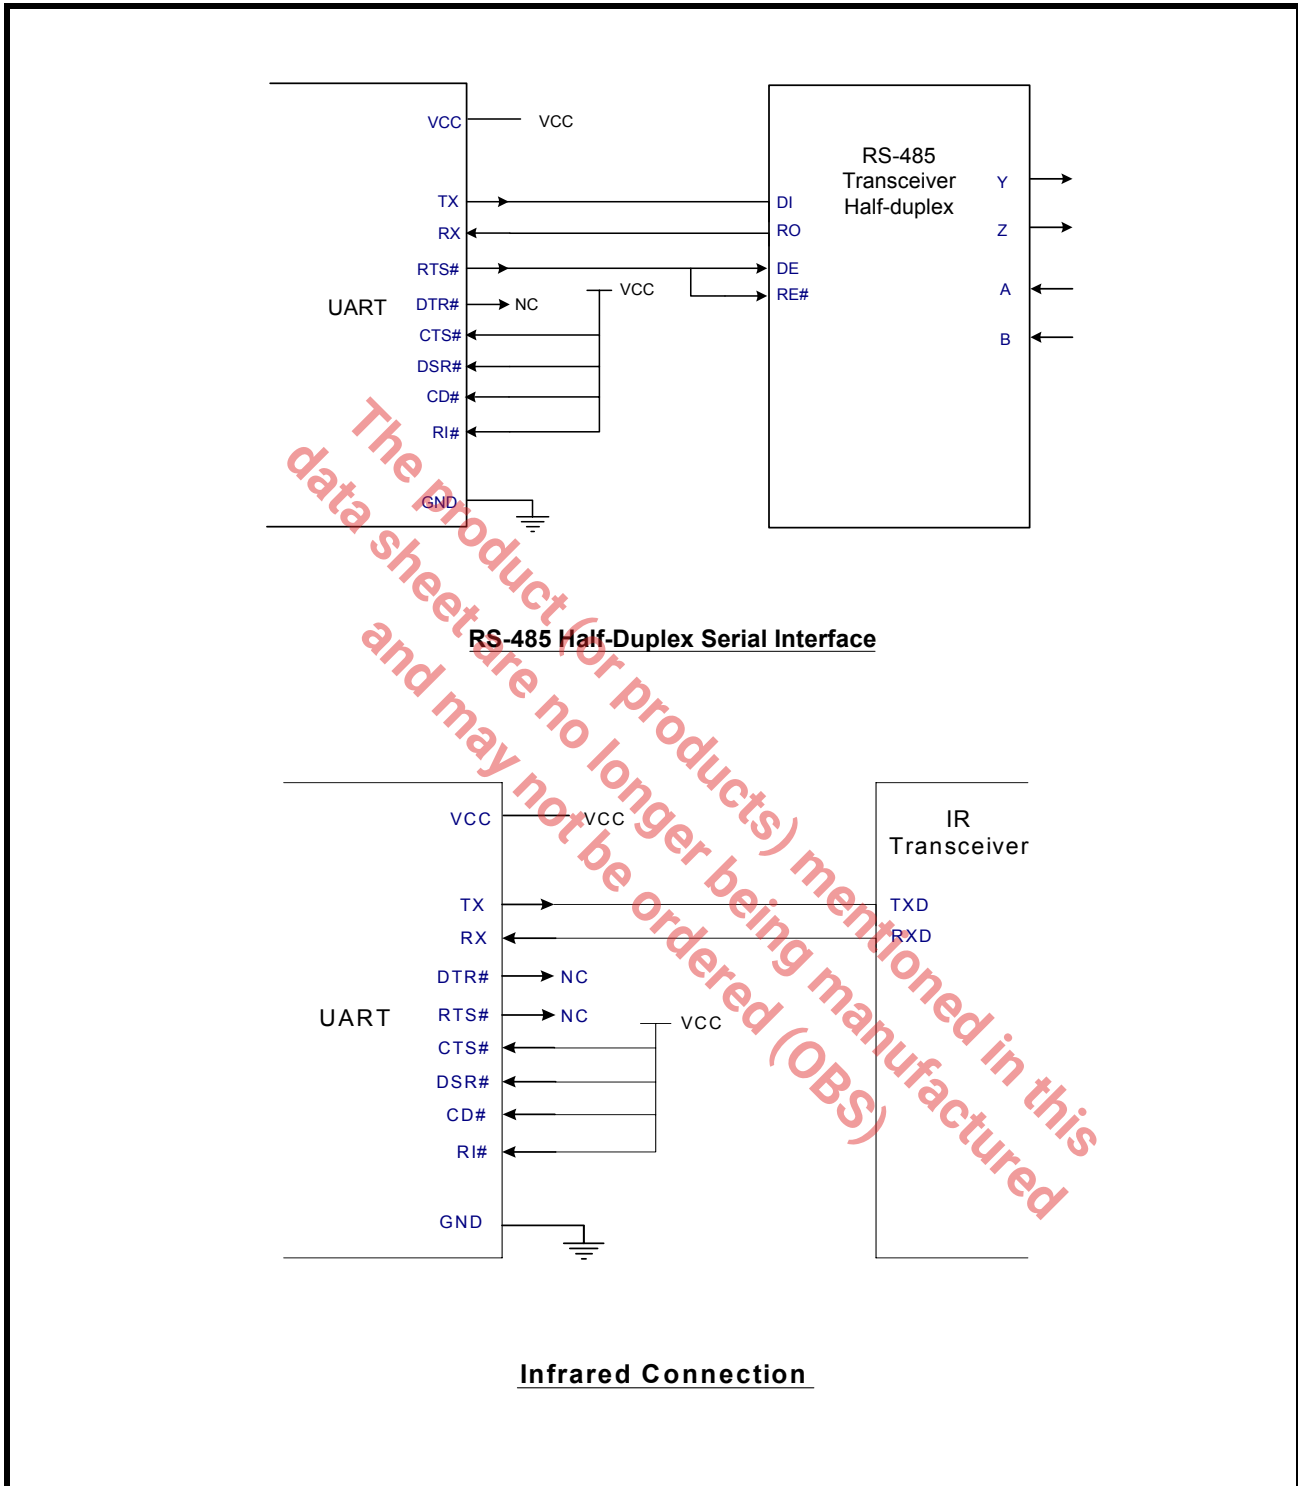 VCC VCC
RS-485
Transceiver
Half-duplex
Y
TX DI
RX RO Z
RTS# DE
VCC RE# A
UART DTR# NC
CTS# B
DSR#
CD#
RI#
GND
RS-485 Half-Duplex Serial Interface
The product (or products) mentioned in this
data sheet are no longer being manufactured
and may not be ordered (OBS)
VCC VCC IR
Transceiver
TX TXD
RX RXD
DTR# NC
UART RTS# NC
VCC
CTS#
DSR#
CD#
RI#
GND
Infrared Connection